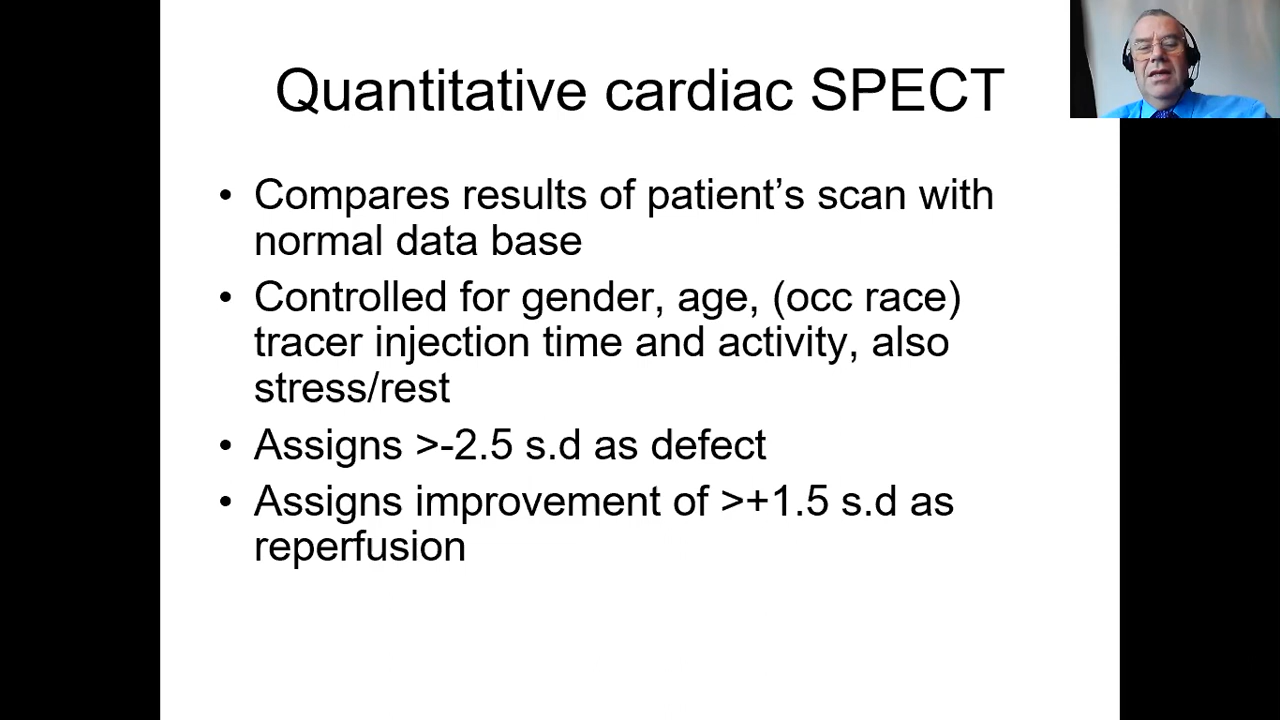 Quantitative cardiac SPECT
• Compares results of patient’s scan with
normal data base
• Controlled for gender, age, (occ race)
tracer injection time and activity, also
stress/rest
• Assigns >-2.5 s.d as defect
• Assigns improvement of >+1.5 s.d as
reperfusion